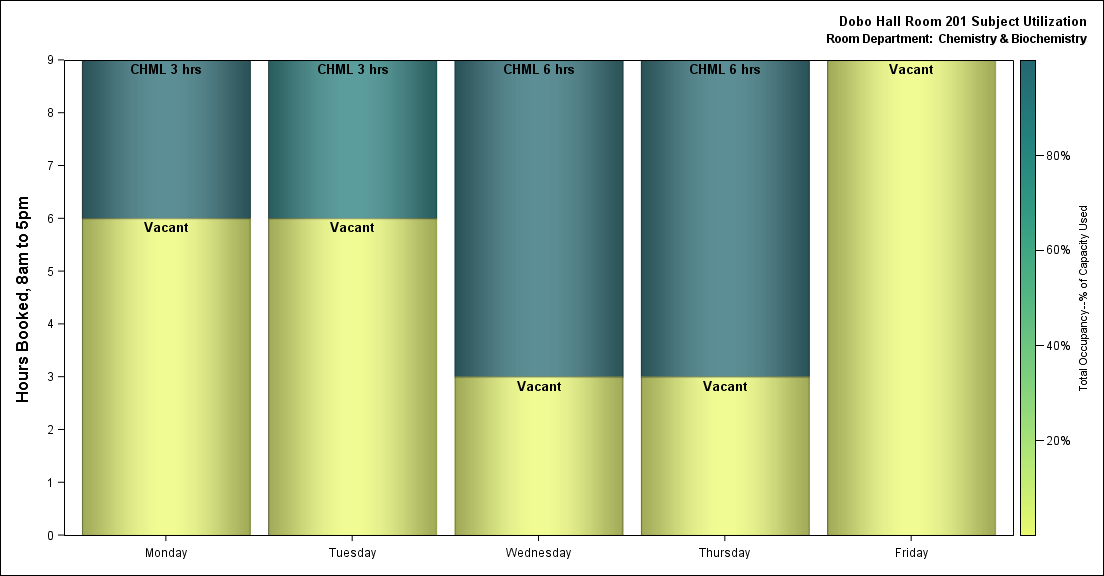 Dobo Hall Room 201 Subject Utilization
Room Department: Chemistry & Biochemistry
Hours Booked, 8am to 5pm
9
8
7
6
5
4
3
2
1
0
CHML 3 hrs
Vacant
CHML 3 hrs
Vacant
CHML 6 hrs
Vacant
CHML 6 hrs
Vacant
Vacant
Monday
Tuesday
Wednesday
Thursday
Friday
80%
60%
40%
20%
Total Occupancy--% of Capacity Used